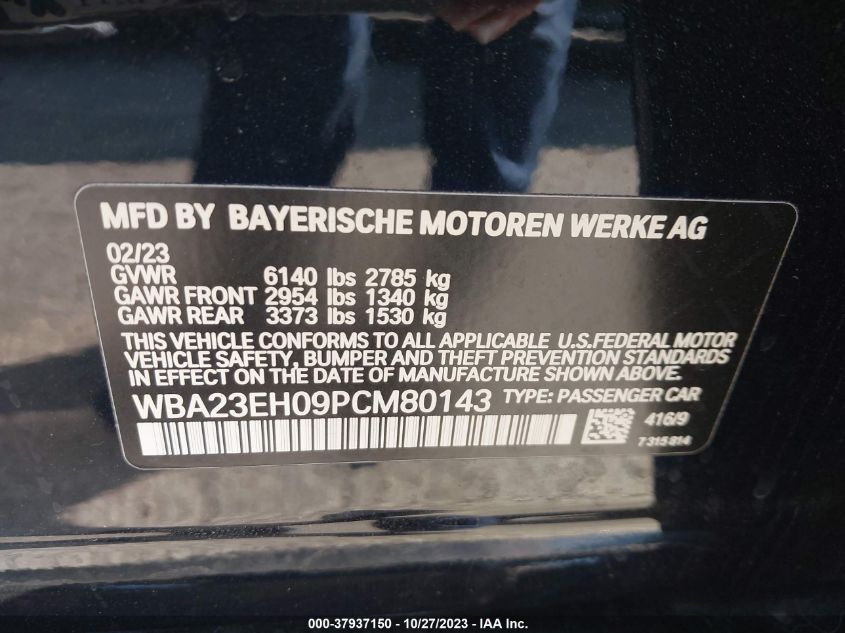 MFD BY BAYERISCHE MOTOREN WERKE AG
02/23
GVWR 6140 lbs 2785 kg
GAWR FRONT 2954 lbs 1340 kg
GAWR REAR 3373 lbs 1530 kg
THIS VEHICLE CONFORMS TO ALL APPLICABLE U.S.FEDERAL MOTOR
VEHICLE SAFETY, BUMPER AND THEFT PREVENTION STANDARDS
IN EFFECT ON THE DATE OF MANUFACTURE SHOWN ABOVE.
WBA23EH09PCM80143 TYPE: PASSENGER CAR
416/9
7 315 814
000-37937150 • 10/27/2023 - IAA Inc.